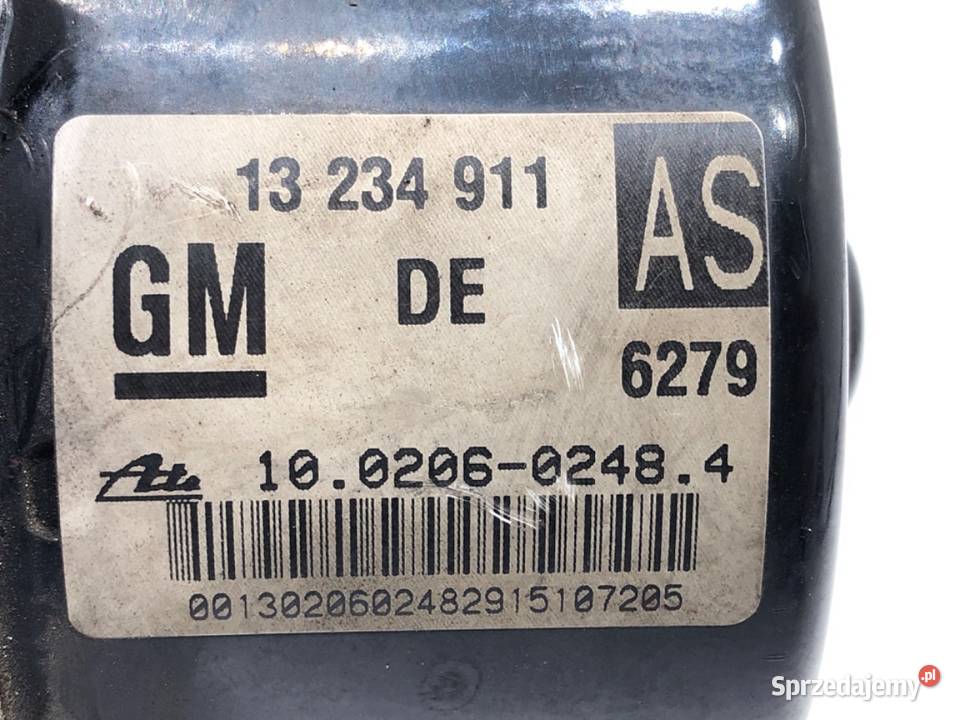 13 234 911
AS
GM
DE
6279
Ate 10.0206-0248.4
0013020602482915107205
Sprzedajemy.pl